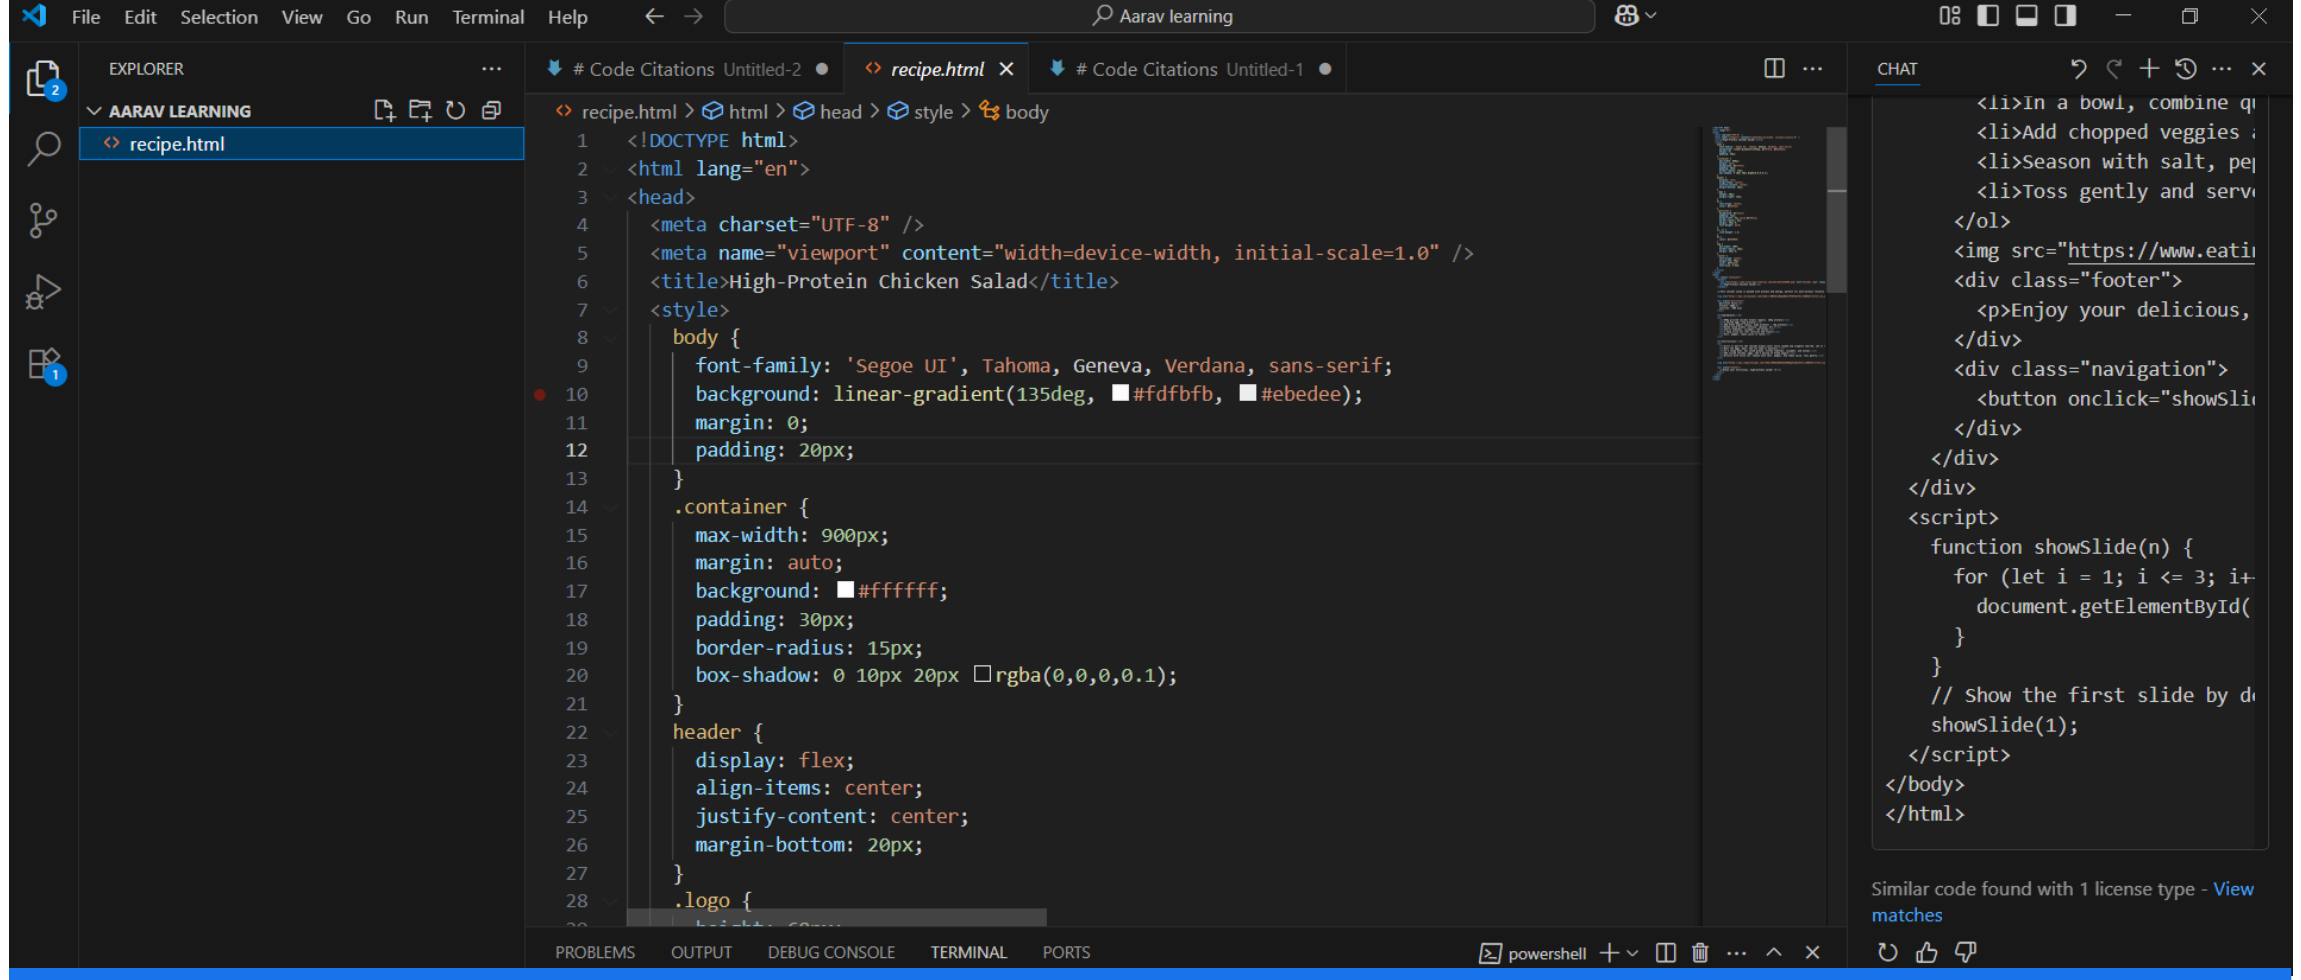 File Edit Selection View Go Run Terminal Help
Aarav learning
EXPLORER
AARAV LEARNING
recipe.html
2
1
# Code Citations Untitled-2
recipe.html
# Code Citations Untitled-1
recipe.html > html > head > style > body
1 <!DOCTYPE html>
2 <html lang="en">
3 <head>
4 <meta charset="UTF-8" />
5 <meta name="viewport" content="width=device-width, initial-scale=1.0" />
6 <title>High-Protein Chicken Salad</title>
7 <style>
8 body {
9 font-family: 'Segoe UI', Tahoma, Geneva, Verdana, sans-serif;
10 background: linear-gradient(135deg, #fdfbfb, #ebedee);
11 margin: 0;
12 padding: 20px;
13 }
14 .container {
15 max-width: 900px;
16 margin: auto;
17 background: #ffffff;
18 padding: 30px;
19 border-radius: 15px;
20 box-shadow: 0 10px 20px rgba(0,0,0,0.1);
21 }
22 header {
23 display: flex;
24 align-items: center;
25 justify-content: center;
26 margin-bottom: 20px;
27 }
28 .logo {
PROBLEMS OUTPUT DEBUG CONSOLE TERMINAL PORTS
powershell
CHAT
<li>In a bowl, combine
<li>Add chopped veggies
<li>Season with salt,
<li>Toss gently and
</ol>
<img src="https://www.
<div class="footer">
<p>Enjoy your delicious,
</div>
<div class="navigation">
<button onclick="
</div>
</div>
</div>
<script>
function showSlide(n) {
for (let i = 1; i <= 3;
document.getElementById(
}
}
// Show the first slide by
showSlide(1);
</script>
</body>
</html>
Similar code found with 1 license type - View
matches